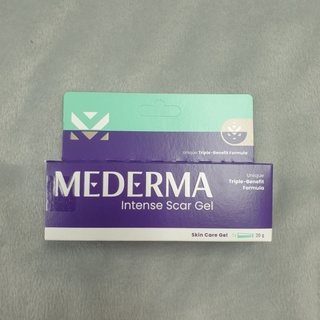 Unique Triple-Benefit Formula
MEDERMA
Intense Scar Gel
Unique
Triple-Benefit
Formula
Skin Care Gel
20 g